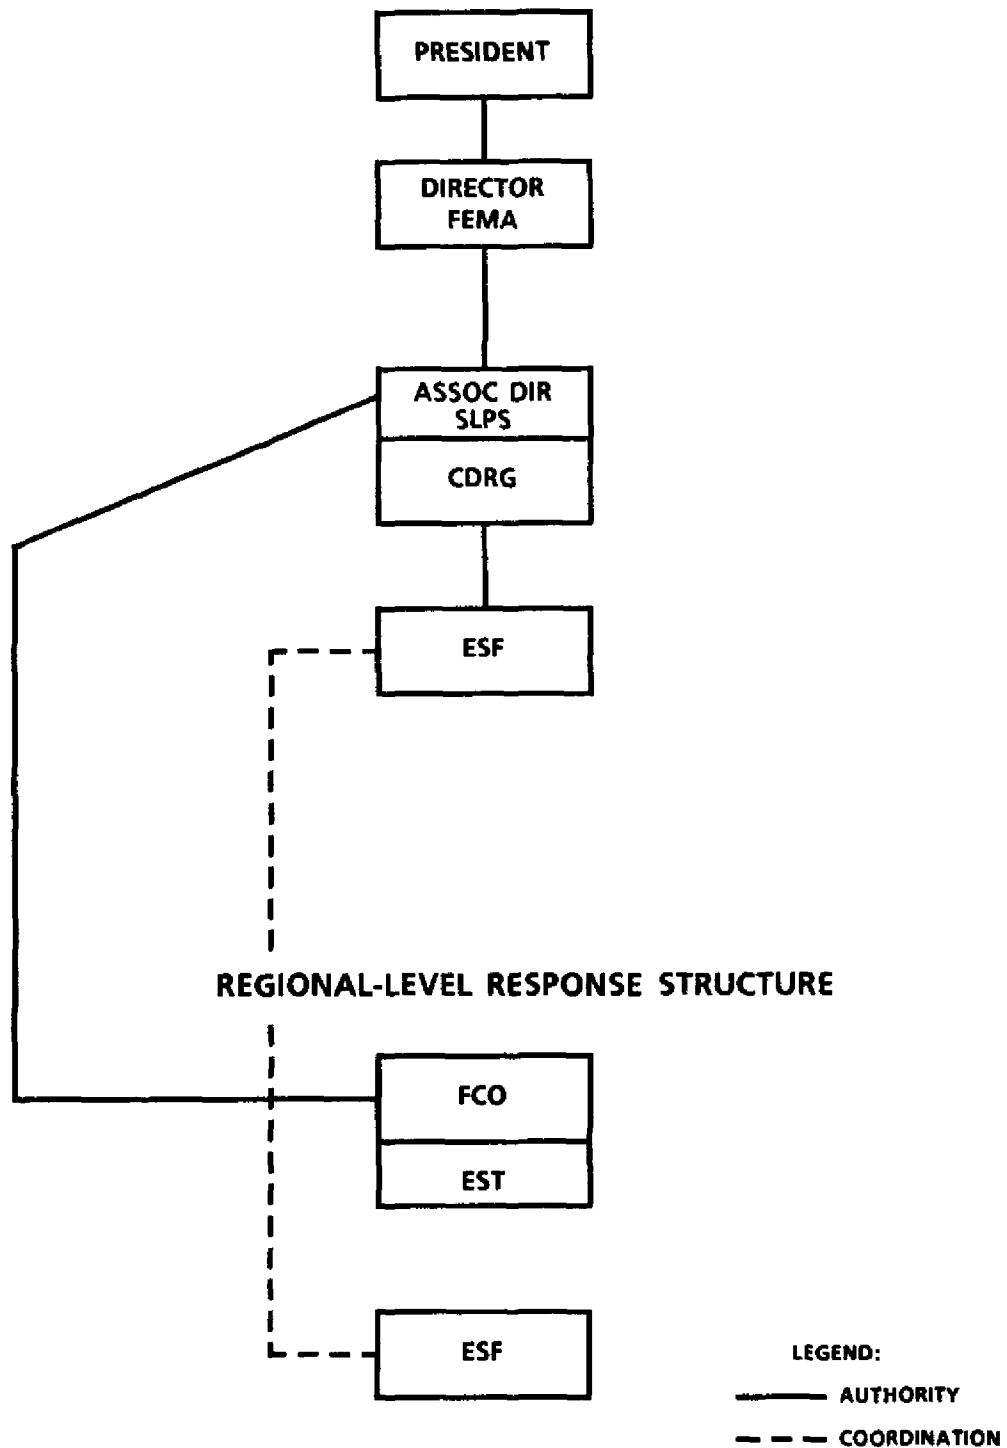 PRESIDENT
DIRECTOR
FEMA
ASSOC DIR
SLPS
CDRG
ESF
REGIONAL-LEVEL RESPONSE STRUCTURE
FCO
EST
ESF
LEGEND:
AUTHORITY
COORDINATION